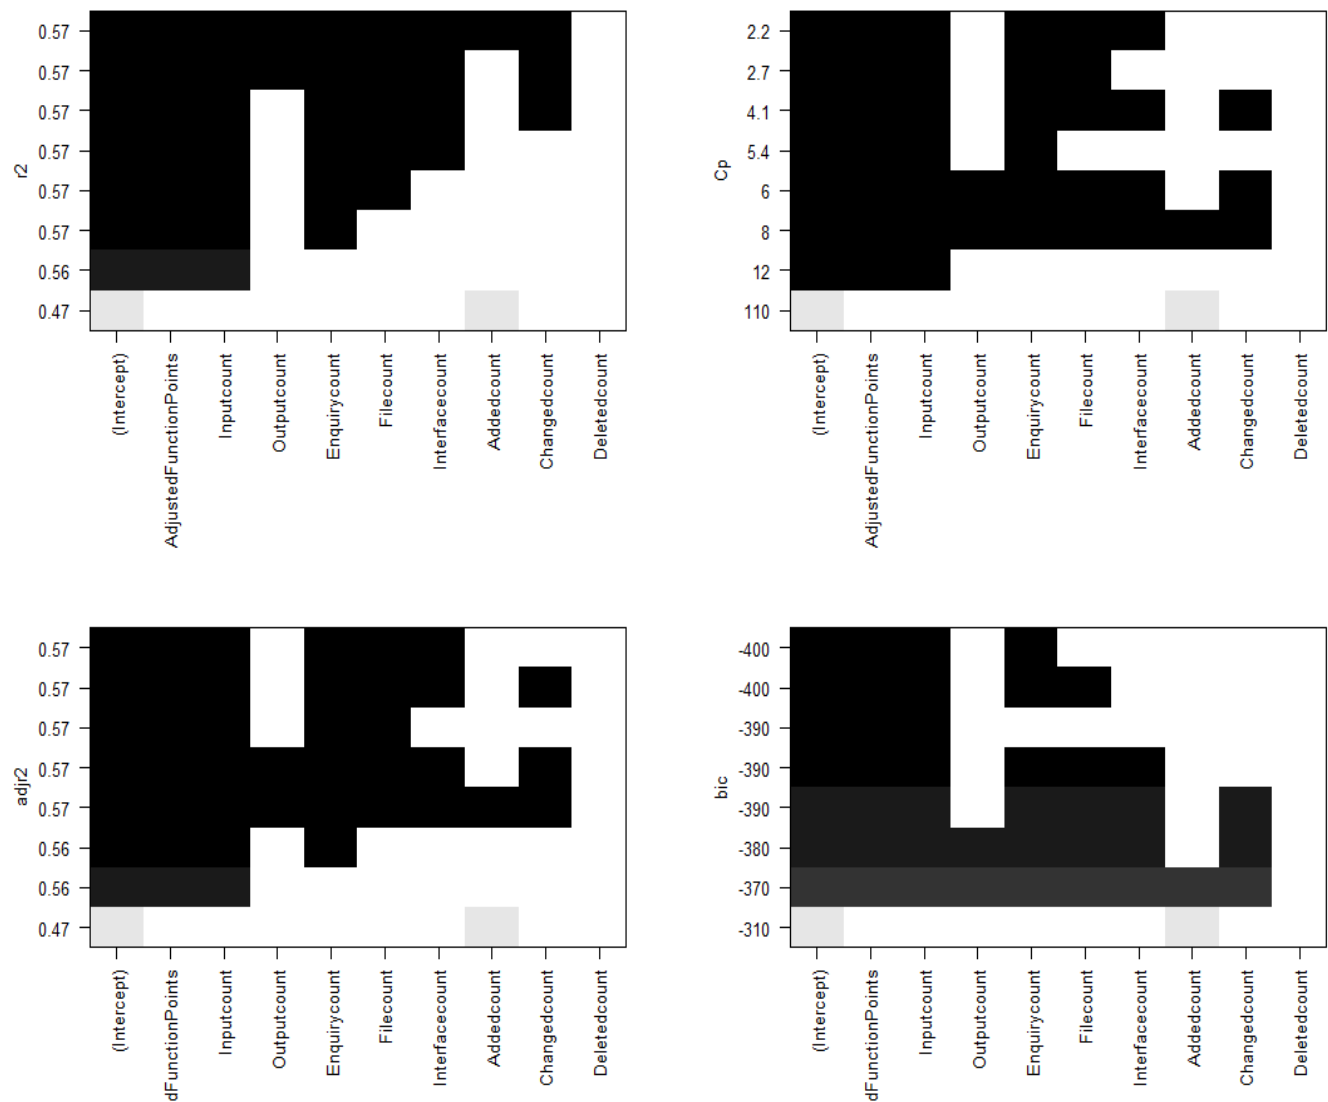 0.57
0.57
0.57
0.57
0.57
0.57
0.56
0.47
r2
(Intercept)
AdjustedFunctionPoints
Inputcount
Outputcount
Enquirycount
Filecount
Interfacecount
Addedcount
Changedcount
Deletedcount
2.2
2.7
4.1
5.4
6
8
12
110
Cp
(Intercept)
AdjustedFunctionPoints
Inputcount
Outputcount
Enquirycount
Filecount
Interfacecount
Addedcount
Changedcount
Deletedcount
0.57
0.57
0.57
0.57
0.57
0.56
0.56
0.47
adjr2
(Intercept)
dFunctionPoints
Inputcount
Outputcount
Enquirycount
Filecount
Interfacecount
Addedcount
Changedcount
Deletedcount
-400
-400
-390
-390
-390
-380
-370
-310
bic
(Intercept)
dFunctionPoints
Inputcount
Outputcount
Enquirycount
Filecount
Interfacecount
Addedcount
Changedcount
Deletedcount